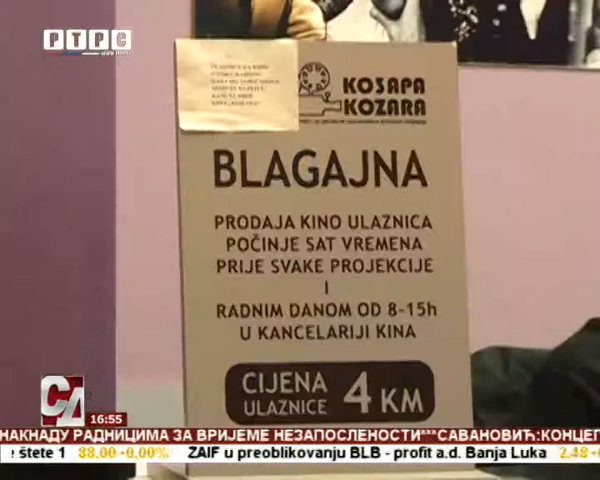 РТРС
КОЗАРА
KOZARA
BLAGAJNA
PRODAJA KINO ULAZNICA
POČINJE SAT VREMENA
PRIJE SVAKE PROJEKCIJE
I
RADNIM DANOM OD 8-15h
U KANCELARIJI KINA
CIJENA
ULAZNICE
4 KM
16:55
НАКНАДУ РАДНИЦИМА ЗА ВРИЈЕМЕ НЕЗАПОСЛЕНОСТИ***САВАНОВИЋ:КОНЦЕП
e štete 1 88.00 -0.00% ZAIF u preoblikovanju BLB - profit a.d. Banja Luka 2.48 -0